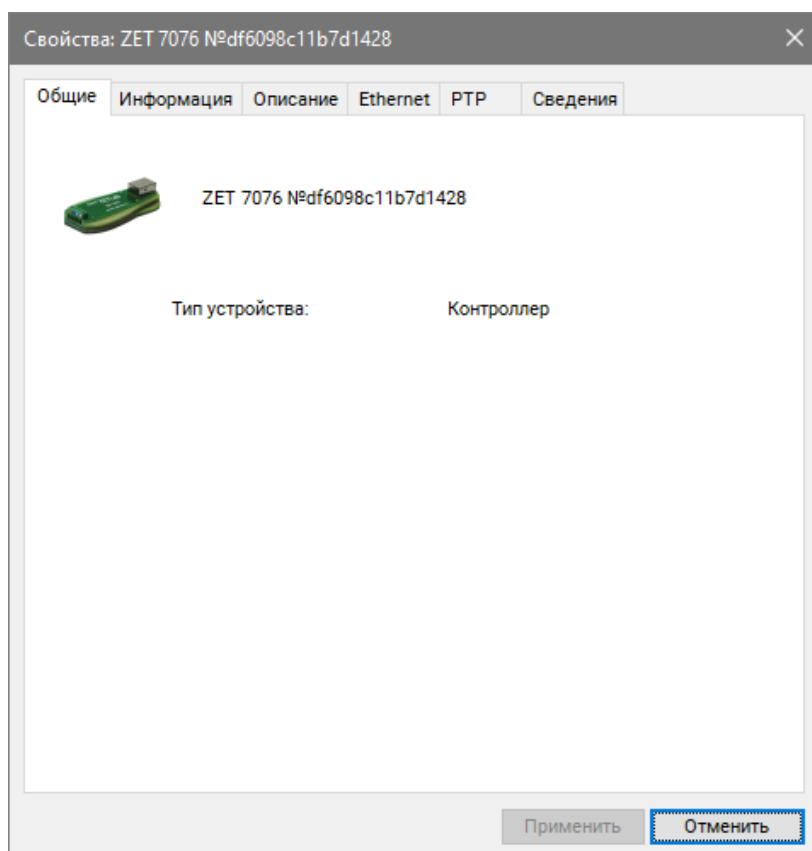 Свойства: ZET 7076 №df6098c11b7d1428
Общие Информация Описание Ethernet PTP Сведения
ZET 7076 №df6098c11b7d1428
Тип устройства: Контроллер
Применить Отменить